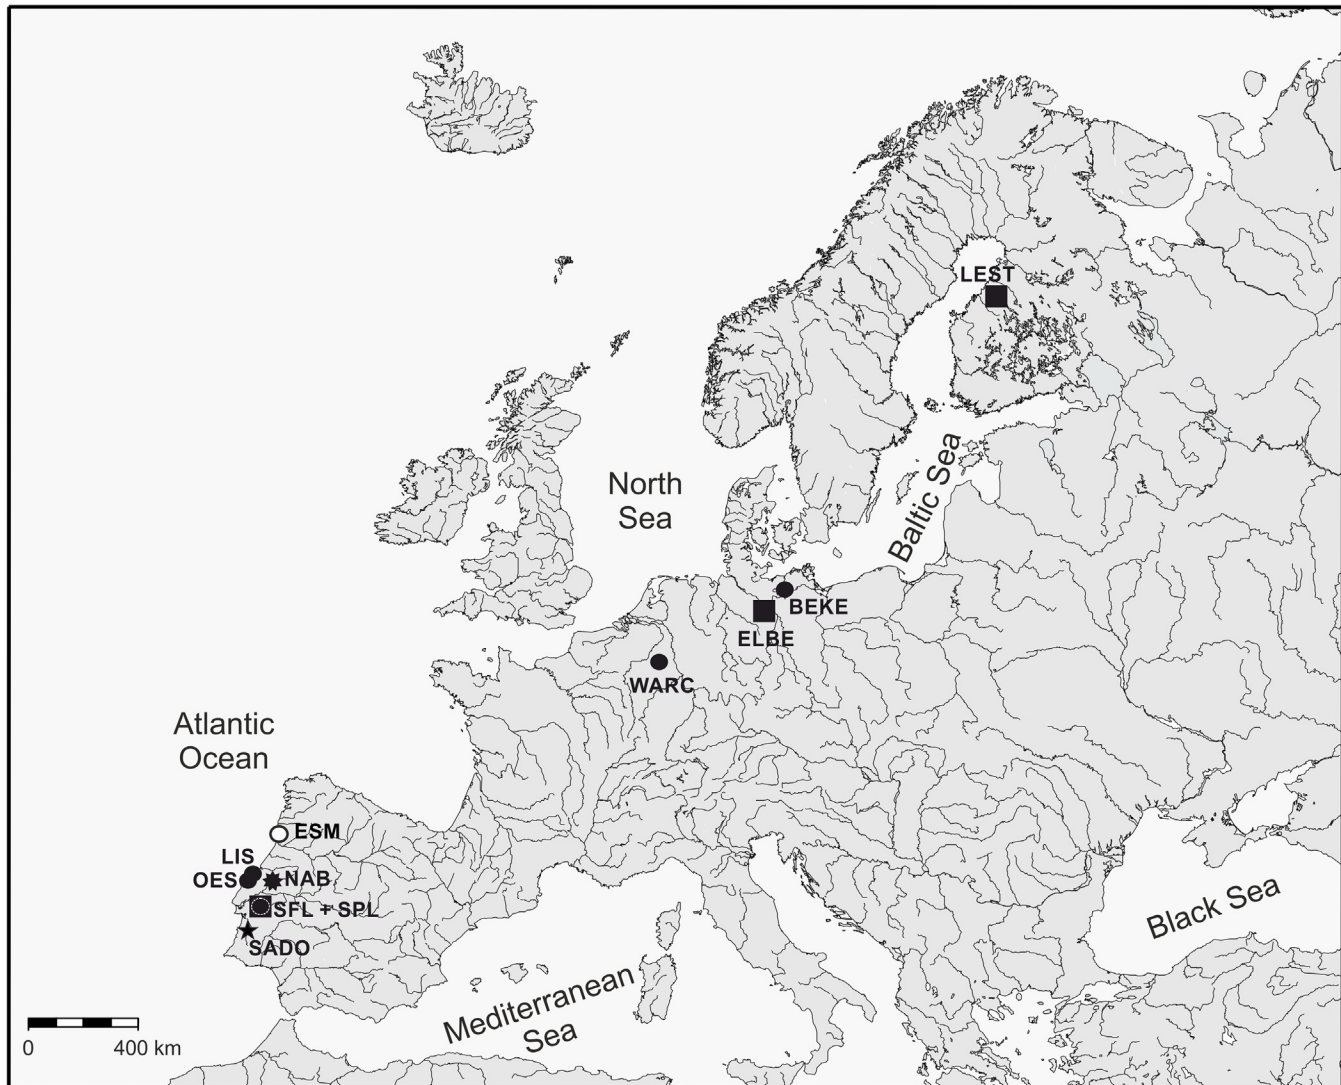 LEST
North
Sea
Baltic Sea
BEKE
ELBE
WARC
Atlantic
Ocean
ESM
LIS
OES
NAB
SFL + SPL
SADO
Black Sea
Mediterranean
Sea
0 400 km